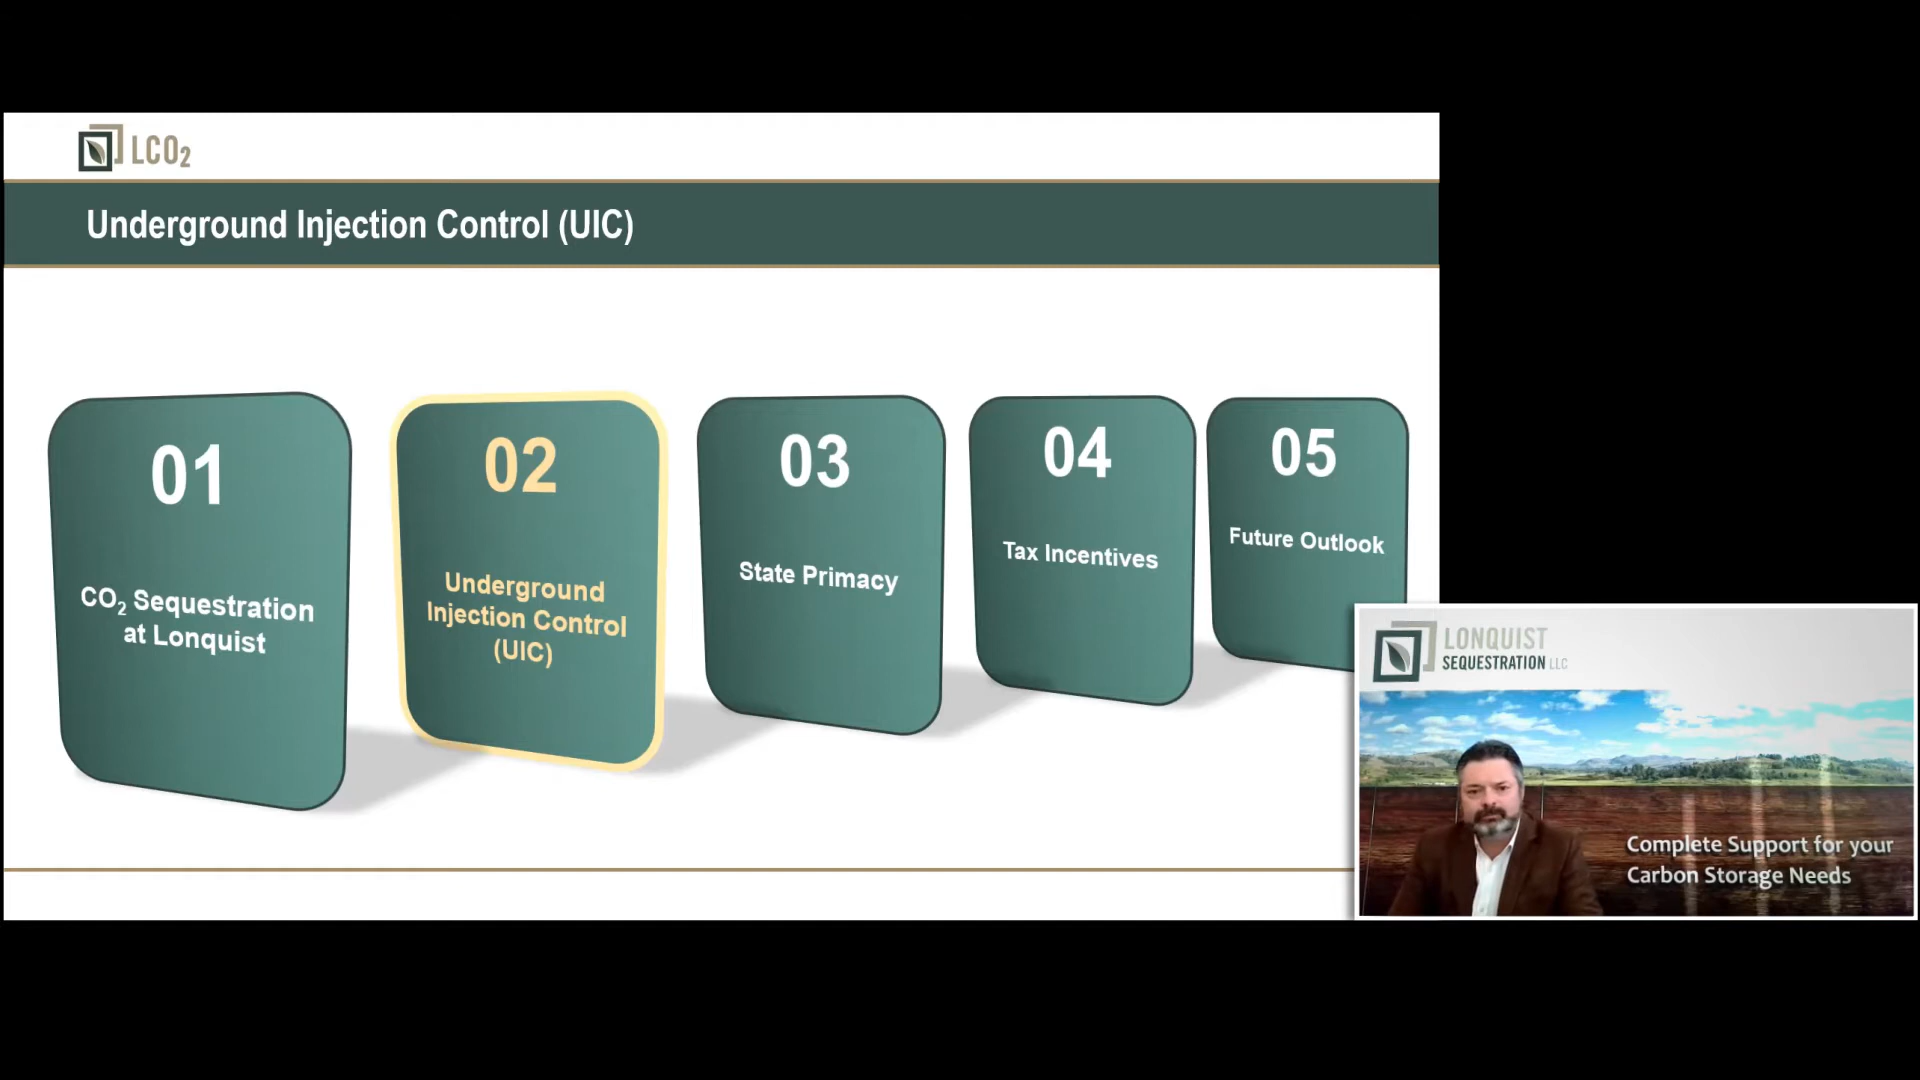 LCO₂
Underground Injection Control (UIC)
01
CO₂ Sequestration
at Lonquist
02
Underground
Injection Control
(UIC)
03
State Primacy
04
Tax Incentives
05
Future Outlook
LONQUIST
SEQUESTRATION LLC
Complete Support for your
Carbon Storage Needs